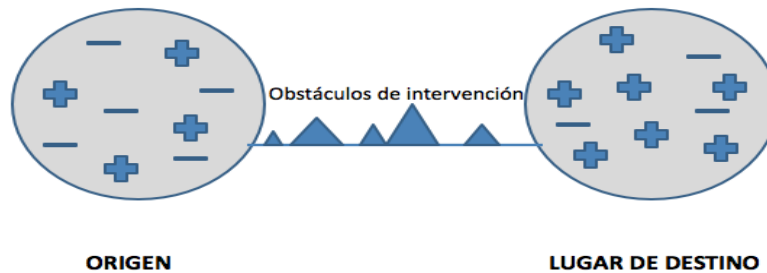 Obstáculos de intervención
ORIGEN
LUGAR DE DESTINO